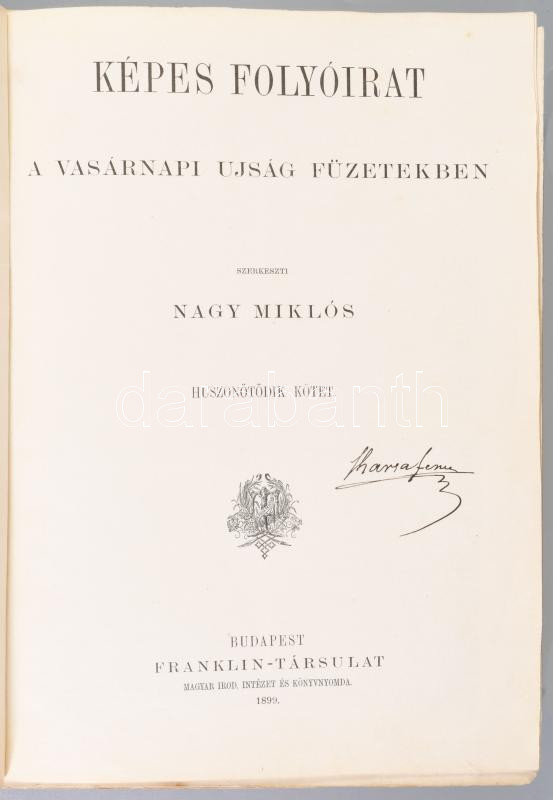 KÉPES FOLYÓIRAT
A VASÁRNAPI UJSÁG FÜZETEKBEN
SZERKESZTI
NAGY MIKLÓS
HUSZONÖTÖDIK KÖTET
darabanth
BUDAPEST
FRANKLIN-TÁRSULAT
MAGYAR IROD. INTÉZET ÉS KÖNYVNYOMDA.
1899.